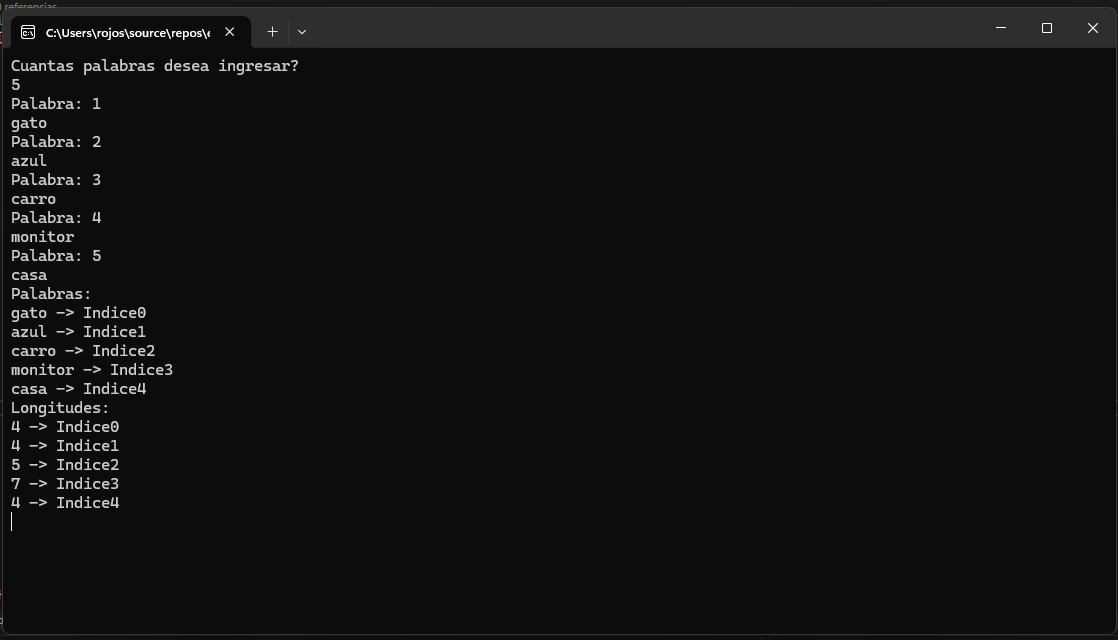 referencias
C:\Users\rojos\source\repos\e
Cuantas palabras desea ingresar?
5
Palabra: 1
gato
Palabra: 2
azul
Palabra: 3
carro
Palabra: 4
monitor
Palabra: 5
casa
Palabras:
gato -> Indice0
azul -> Indice1
carro -> Indice2
monitor -> Indice3
casa -> Indice4
Longitudes:
4 -> Indice0
4 -> Indice1
5 -> Indice2
7 -> Indice3
4 -> Indice4